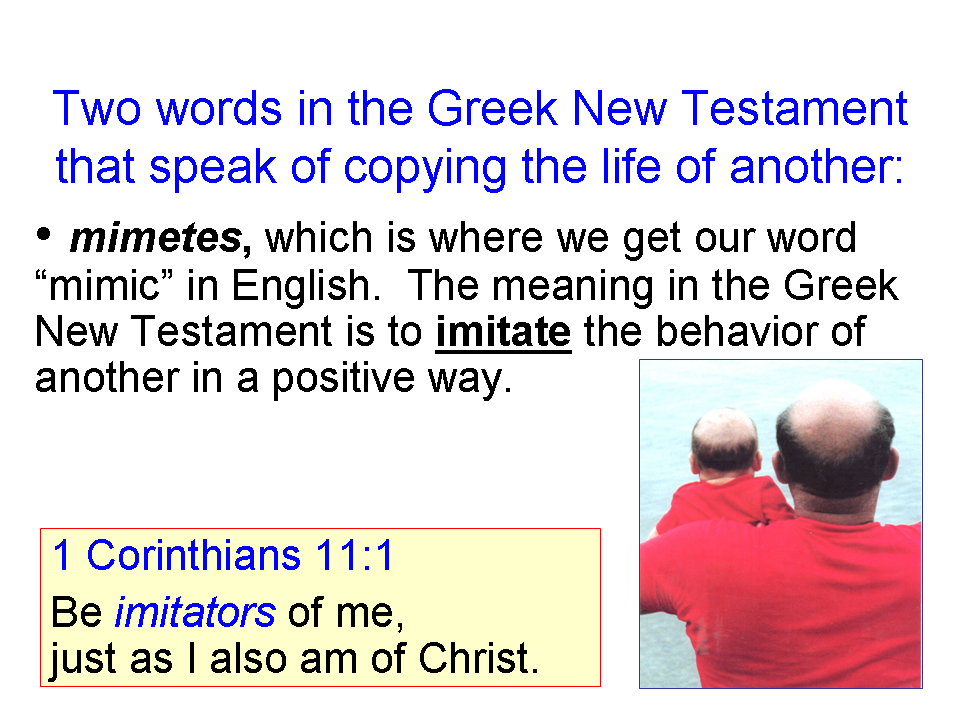 Two words in the Greek New Testament
that speak of copying the life of another:
• mimetes, which is where we get our word
“mimic” in English.  The meaning in the Greek
New Testament is to imitate the behavior of
another in a positive way.
1 Corinthians 11:1
Be imitators of me,
just as I also am of Christ.